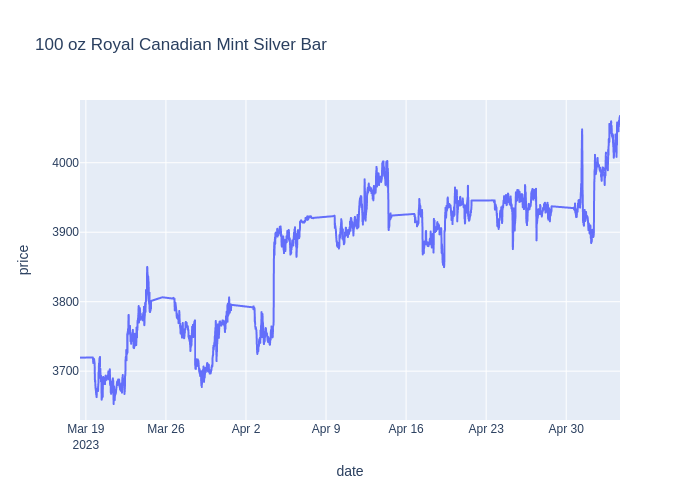 100 oz Royal Canadian Mint Silver Bar
price
4000
3900
3800
3700
Mar 19 Mar 26 Apr 2 Apr 9 Apr 16 Apr 23 Apr 30
2023
date